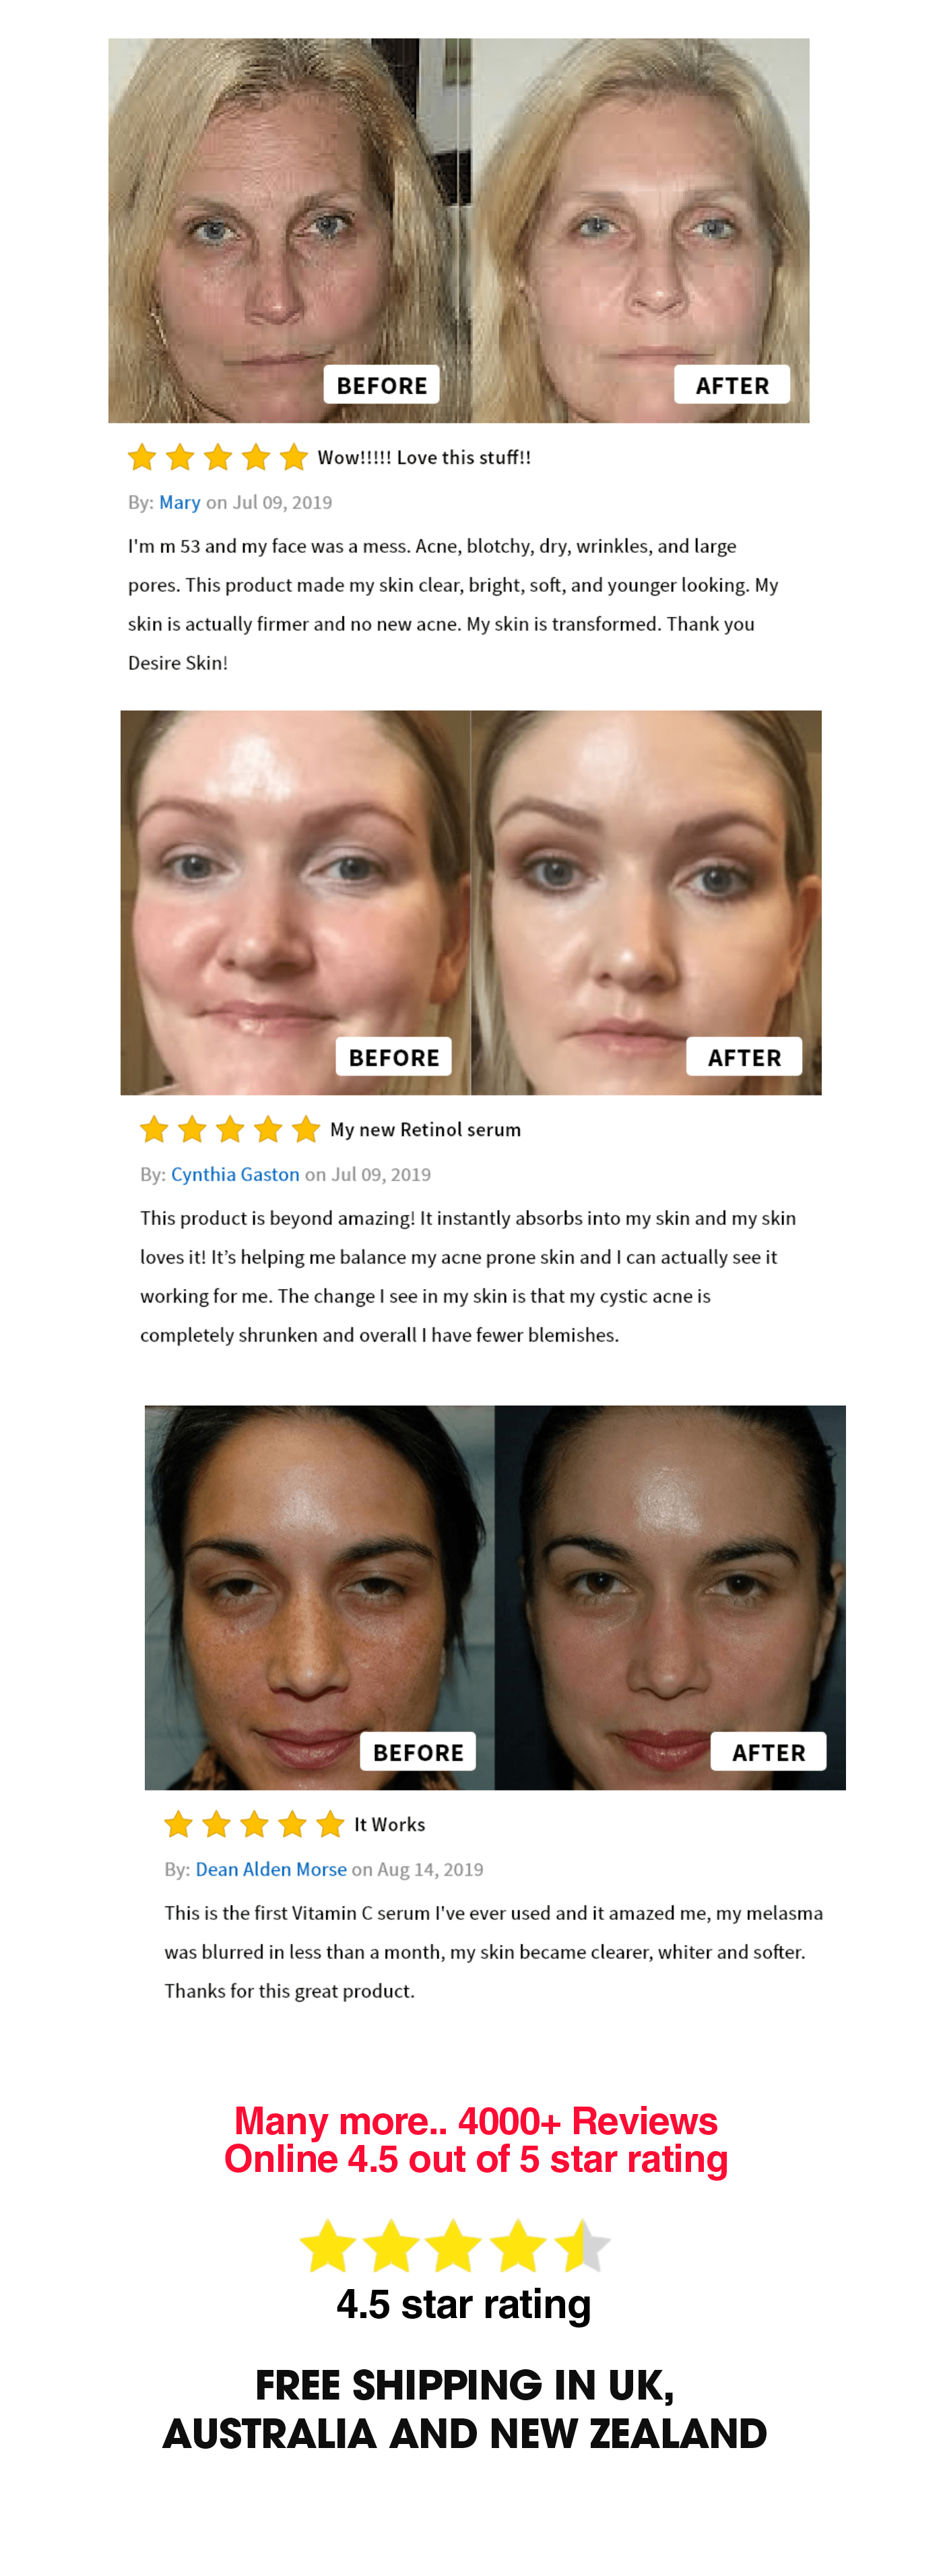 BEFORE
AFTER
Wow!!!!! Love this stuff!!
By: Mary on Jul 09, 2019
I'm m 53 and my face was a mess. Acne, blotchy, dry, wrinkles, and large
pores. This product made my skin clear, bright, soft, and younger looking. My
skin is actually firmer and no new acne. My skin is transformed. Thank you
Desire Skin!
BEFORE
AFTER
My new Retinol serum
By: Cynthia Gaston on Jul 09, 2019
This product is beyond amazing! It instantly absorbs into my skin and my skin
loves it! It’s helping me balance my acne prone skin and I can actually see it
working for me. The change I see in my skin is that my cystic acne is
completely shrunken and overall I have fewer blemishes.
BEFORE
AFTER
It Works
By: Dean Alden Morse on Aug 14, 2019
This is the first Vitamin C serum I've ever used and it amazed me, my melasma
was blurred in less than a month, my skin became clearer, whiter and softer.
Thanks for this great product.
Many more.. 4000+ Reviews
Online 4.5 out of 5 star rating
4.5 star rating
FREE SHIPPING IN UK,
AUSTRALIA AND NEW ZEALAND